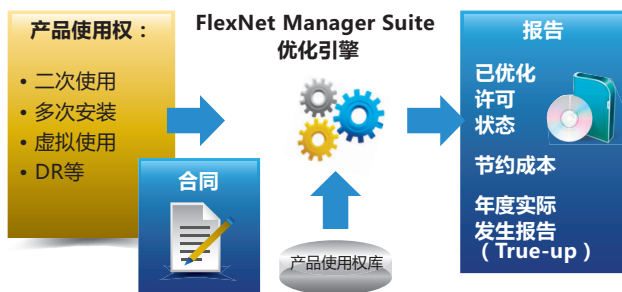 产品使用权：
• 二次使用
• 多次安装
• 虚拟使用
• DR等
合同
FlexNet Manager Suite
优化引擎
产品使用权库
报告
已优化
许可
状态
节约成本
年度实际
发生报告
（True-up）